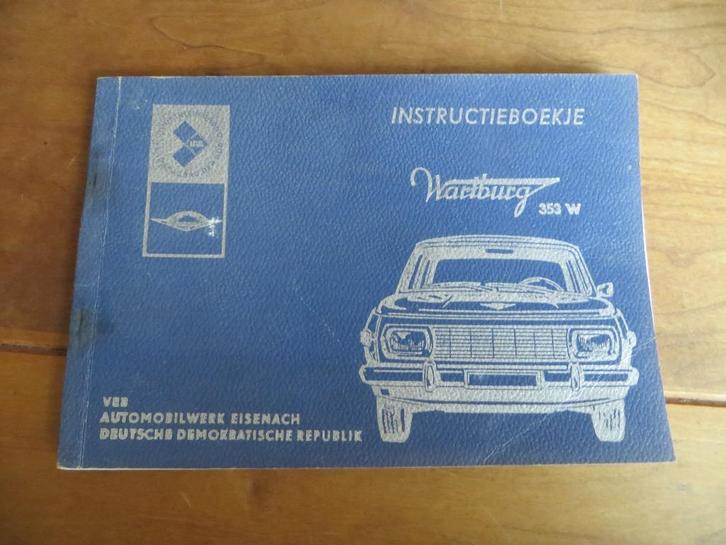 INSTRUCTIEBOEKJE
Wartburg
353 W
VEB
AUTOMOBILWERK EISENACH
DEUTSCHE DEMOKRATISCHE REPUBLIK